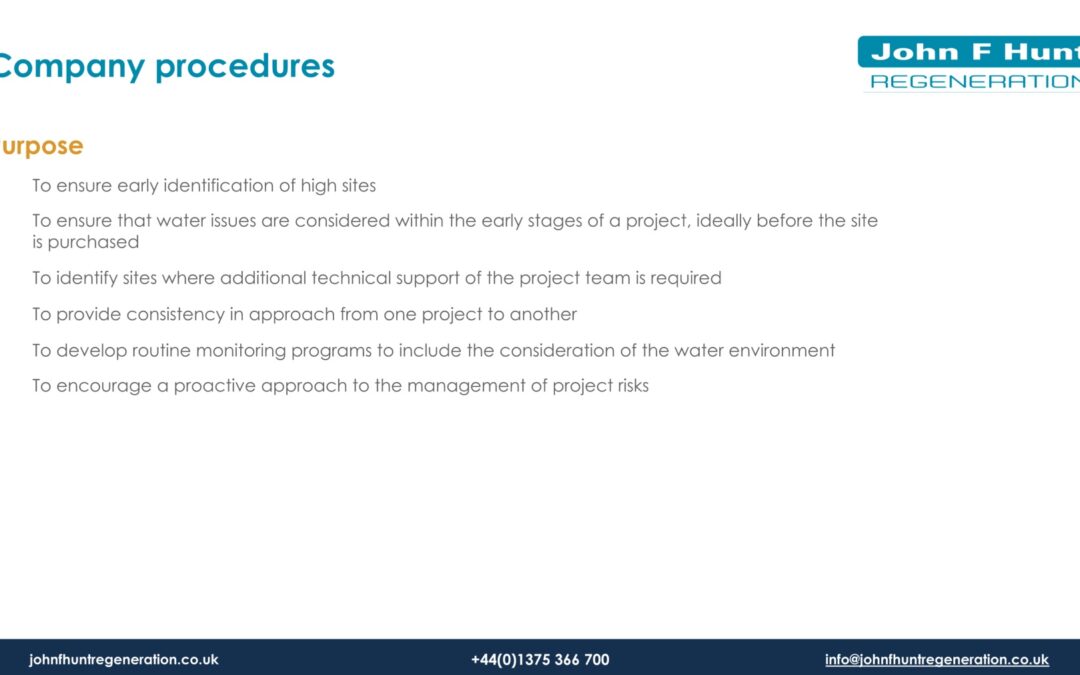 Company procedures
John F Hunt
REGENERATION
urpose
To ensure early identification of high sites
To ensure that water issues are considered within the early stages of a project, ideally before the site
is purchased
To identify sites where additional technical support of the project team is required
To provide consistency in approach from one project to another
To develop routine monitoring programs to include the consideration of the water environment
To encourage a proactive approach to the management of project risks
johnfhuntregeneration.co.uk
+44(0)1375 366 700
info@johnfhuntregeneration.co.uk